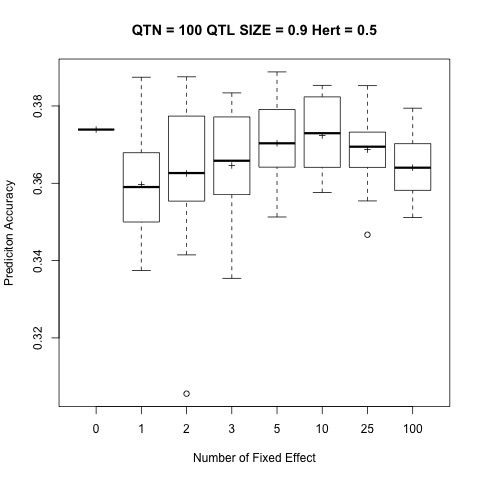 QTN = 100 QTL SIZE = 0.9 Hert = 0.5
Prediciton Accuracy
0.38
0.36
0.34
0.32
0 1 2 3 5 10 25 100
Number of Fixed Effect